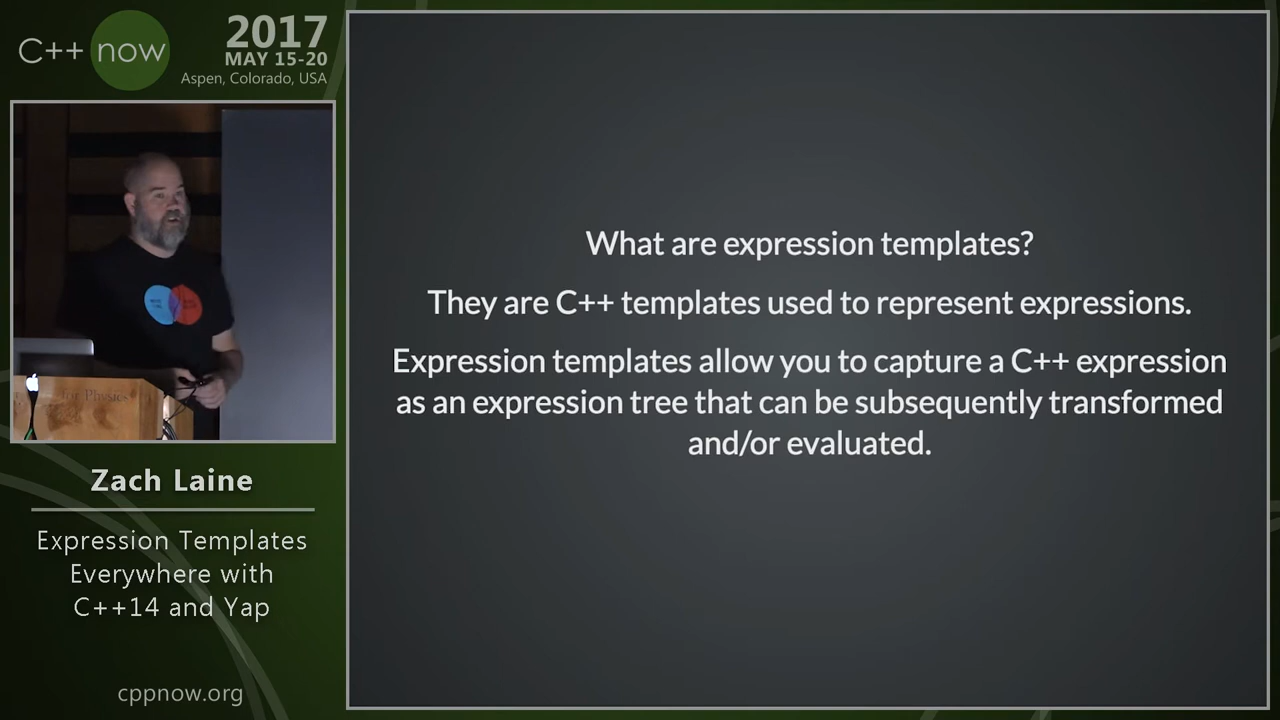 C++ now
2017
MAY 15-20
Aspen, Colorado, USA
for Physics
Zach Laine
Expression Templates
Everywhere with
C++14 and Yap
cppnow.org
What are expression templates?
They are C++ templates used to represent expressions.
Expression templates allow you to capture a C++ expression
as an expression tree that can be subsequently transformed
and/or evaluated.